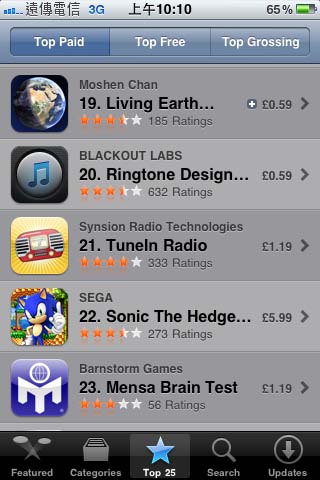 遠傳電信 3G 上午10:10 65%
Top Paid Top Free Top Grossing
Moshen Chan
19. Living Earth… £0.59
185 Ratings
BLACKOUT LABS
20. Ringtone Design… £0.59
632 Ratings
Synsion Radio Technologies
21. TuneIn Radio £1.19
333 Ratings
SEGA
22. Sonic The Hedge… £5.99
273 Ratings
Barnstorm Games
23. Mensa Brain Test £1.19
56 Ratings
Featured Categories Top 25 Search Updates